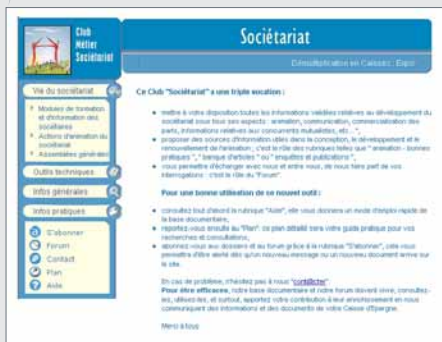 Club
Métier
Sociétariat
Sociétariat
Démultiplication en Caisses : Expo
Vie du sociétariat
Modules de formation
et d'information des
sociétaires
Actions d'animation du
sociétariat
Assemblées générales
Outils techniques
Infos générales
Infos pratiques
S'abonner
Forum
Contact
Plan
Aide
Ce Club "Sociétariat" a une triple vocation :
mettre à votre disposition toutes les informations validées relatives au développement du
sociétariat sous tous ses aspects : animation, communication, commercialisation des
parts, informations relatives aux concurrents mutualistes, etc... ",
proposer des sources d'information utiles dans la conception, le développement et le
renouvellement de l'animation ; c'est le rôle des rubriques telles que " animation - bonnes
pratiques ", " banque d'articles " ou " enquêtes et publications ",
vous permettre d'échanger avec nous et entre vous, de nous faire part de vos
interrogations : c'est le rôle du "Forum".
Pour une bonne utilisation de ce nouvel outil :
consultez tout d'abord la rubrique "Aide", elle vous donnera un mode d'emploi rapide de
la base documentaire,
reportez-vous ensuite au "Plan" ce plan détaillé sera votre guide pratique pour vos
recherches et consultations,
abonnez-vous aux dossiers et au forum grâce à la rubrique "S'abonner", cela vous
permettra d'être alerté dès qu'un nouveau message ou un nouveau document arrive sur
le site.
En cas de problème, n'hésitez pas à nous "cont@cter"
Pour être efficaces, notre base documentaire et notre forum doivent vivre, consultez-
les, utilisez-les, et surtout, apportez votre contribution à leur enrichissement en nous
communiquant des informations et des documents de votre Caisse d'Epargne.
Merci à tous